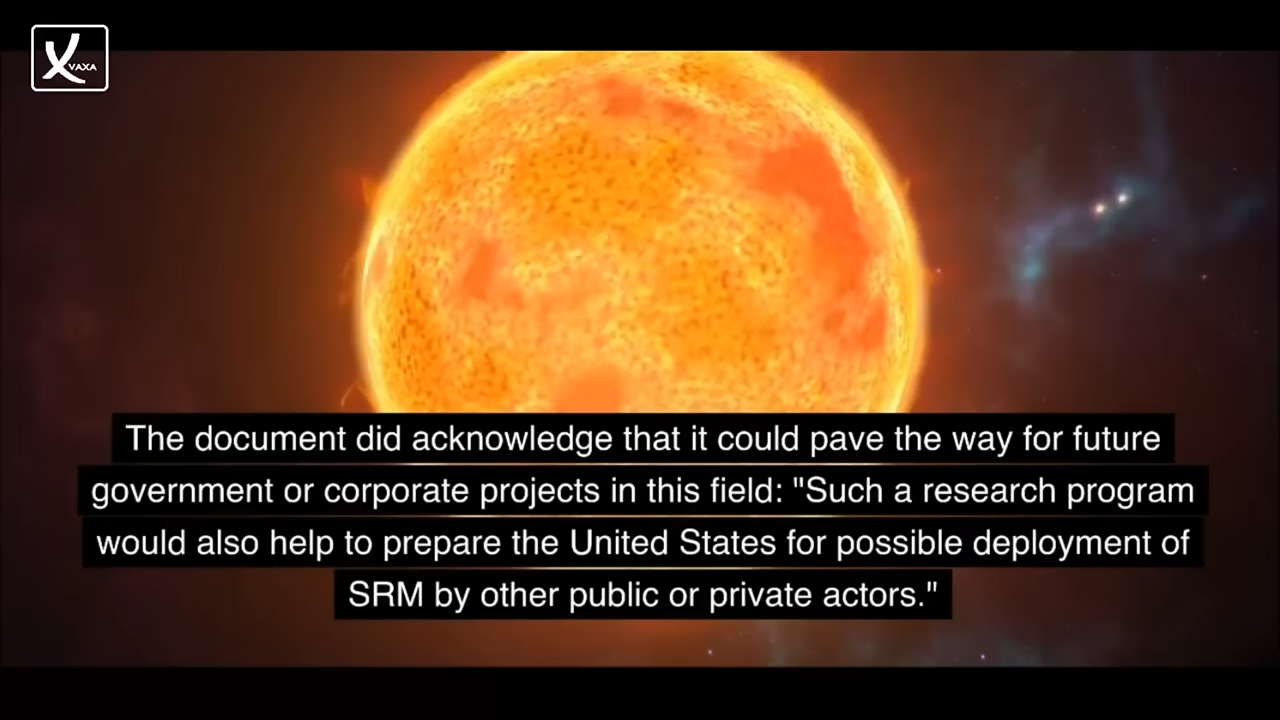 VAXA
The document did acknowledge that it could pave the way for future
government or corporate projects in this field: "Such a research program
would also help to prepare the United States for possible deployment of
SRM by other public or private actors."